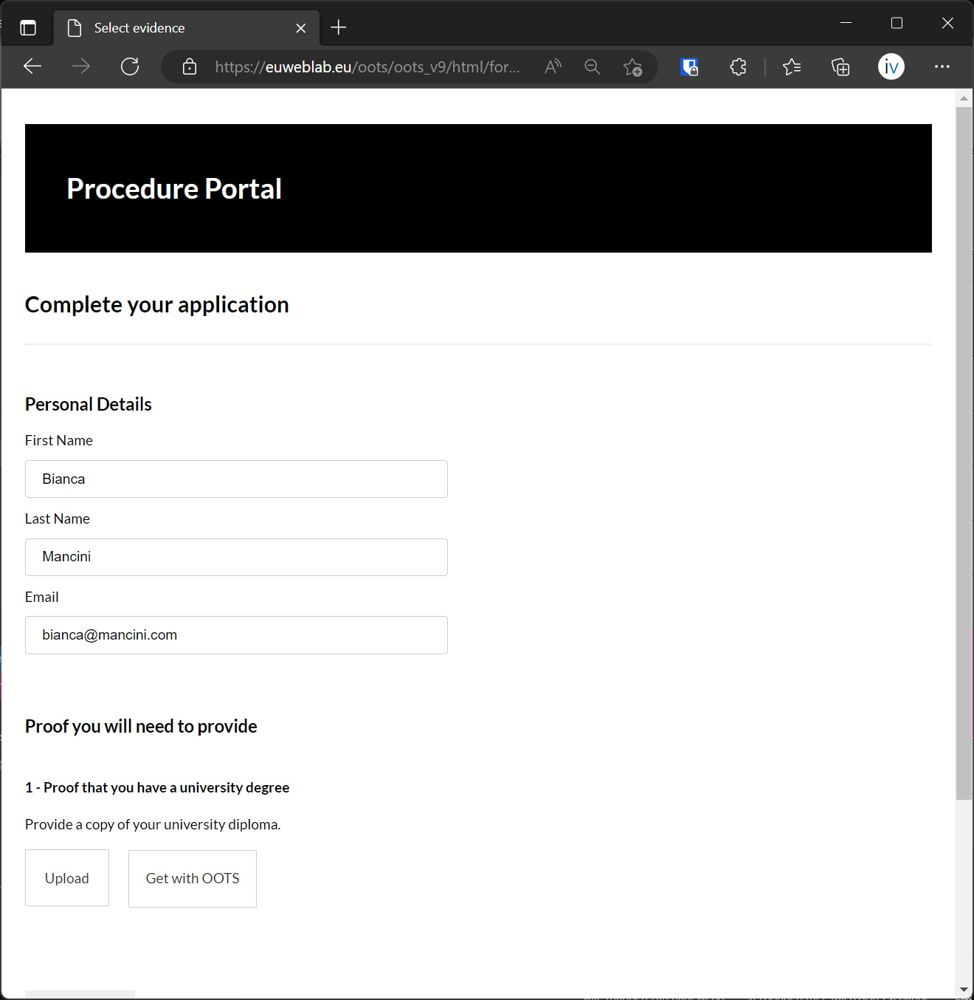 Select evidence
https://euweblab.eu/oots/oots_v9/html/for...
iv
Procedure Portal
Complete your application
Personal Details
First Name
Bianca
Last Name
Mancini
Email
bianca@mancini.com
Proof you will need to provide
1 - Proof that you have a university degree
Provide a copy of your university diploma.
Upload
Get with OOTS